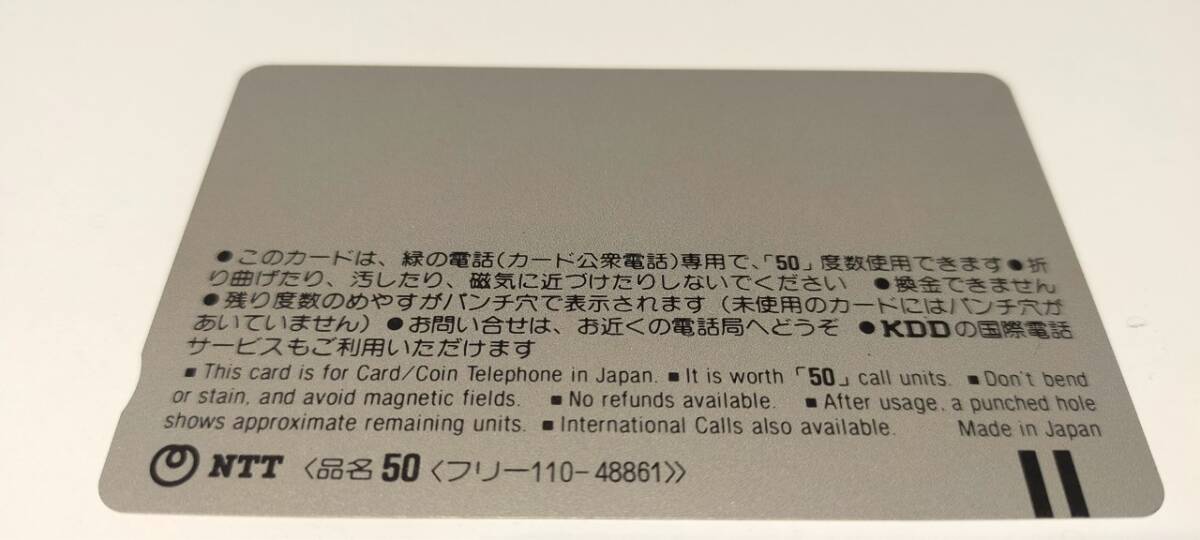 ●このカードは、緑の電話(カード公衆電話)専用で、「50」度数使用できます●折
り曲げたり、汚したり、磁気に近づけたりしないでください ●換金できません
●残り度数のめやすがパンチ穴で表示されます(未使用のカードにはパンチ穴が
あいていません) ●お問い合せは、お近くの電話局へどうぞ ●KDDの国際電話
サービスもご利用いただけます
■ This card is for Card/Coin Telephone in Japan. ■ It is worth 「50」 call units. ■ Don't bend
or stain, and avoid magnetic fields. ■ No refunds available. ■ After usage, a punched hole
shows approximate remaining units. ■ International Calls also available. Made in Japan
NTT 〈品名 50 〈フリー110-48861〉〉